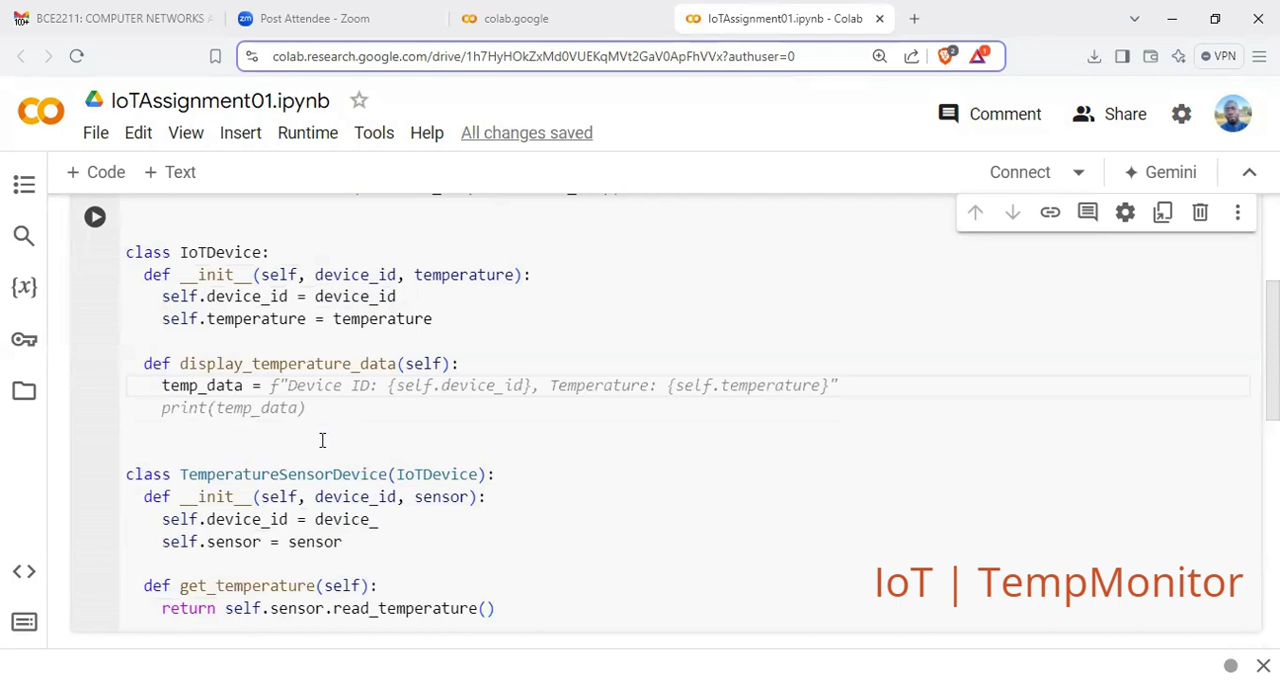 BCE2211: COMPUTER NETWORKS A
Post Attendee - Zoom
colab.google
IoTAssignment01.ipynb - Colab
colab.research.google.com/drive/1h7HyHOkZxMd0VUEKqMVt2GaV0ApFhVVx?authuser=0
2
1
VPN
IoTAssignment01.ipynb
Comment
Share
File Edit View Insert Runtime Tools Help All changes saved
+ Code + Text
Connect
Gemini
class IoTDevice:
def __init__(self, device_id, temperature):
self.device_id = device_id
self.temperature = temperature
def display_temperature_data(self):
temp_data = f"Device ID: {self.device_id}, Temperature: {self.temperature}"
print(temp_data)
class TemperatureSensorDevice(IoTDevice):
def __init__(self, device_id, sensor):
self.device_id = device_
self.sensor = sensor
def get_temperature(self):
return self.sensor.read_temperature()
IoT | TempMonitor